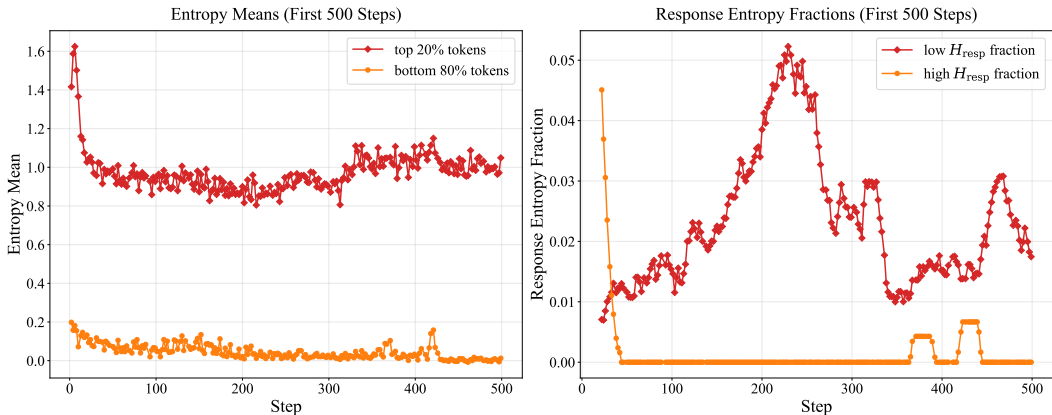 Entropy Means (First 500 Steps)
Entropy Mean
1.6
1.4
1.2
1.0
0.8
0.6
0.4
0.2
0.0
top 20% tokens
bottom 80% tokens
0 100 200 300 400 500
Step
Response Entropy Fractions (First 500 Steps)
Response Entropy Fraction
0.05
0.04
0.03
0.02
0.01
0.00
low H_resp fraction
high H_resp fraction
0 100 200 300 400 500
Step